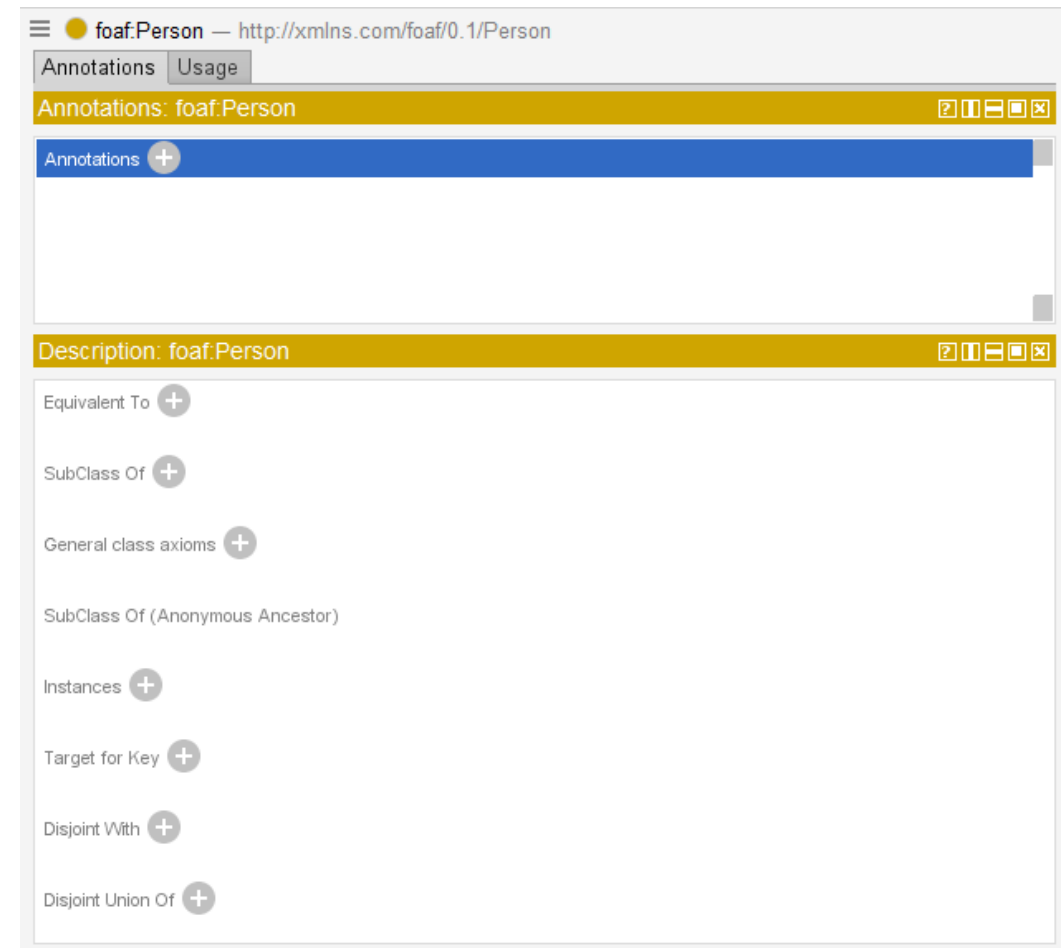 foaf:Person — http://xmlns.com/foaf/0.1/Person
Annotations Usage
Annotations: foaf:Person
Annotations
Description: foaf:Person
Equivalent To
SubClass Of
General class axioms
SubClass Of (Anonymous Ancestor)
Instances
Target for Key
Disjoint With
Disjoint Union Of